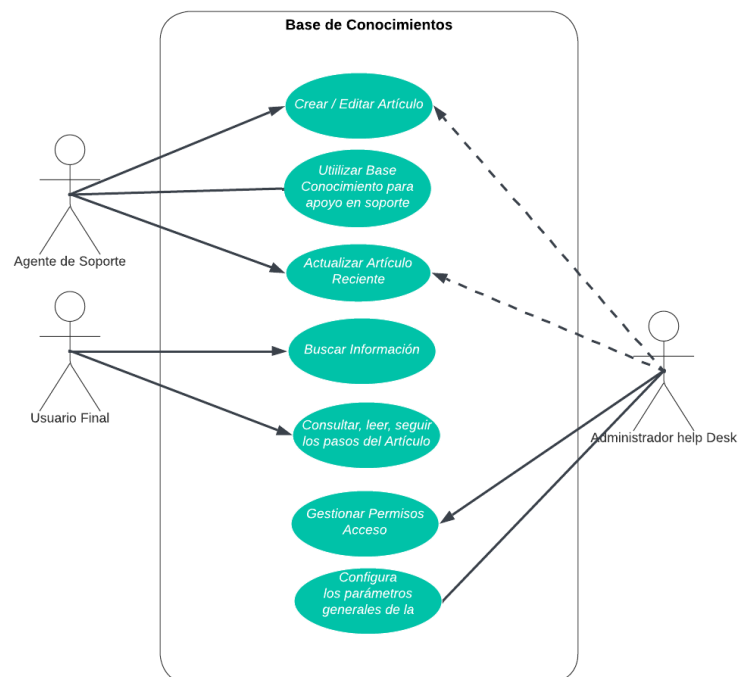 Base de Conocimientos
Crear / Editar Artículo
Utiilizar Base
Conocimiento para
apoyo en soporte
Agente de Soporte
Actualizar Artículo
Reciente
Buscar Información
Usuario Final
Consultar, leer, seguir
los pasos del Artículo
Administrador help Desk
Gestionar Permisos
Acceso
Configura
los parámetros
generales de la